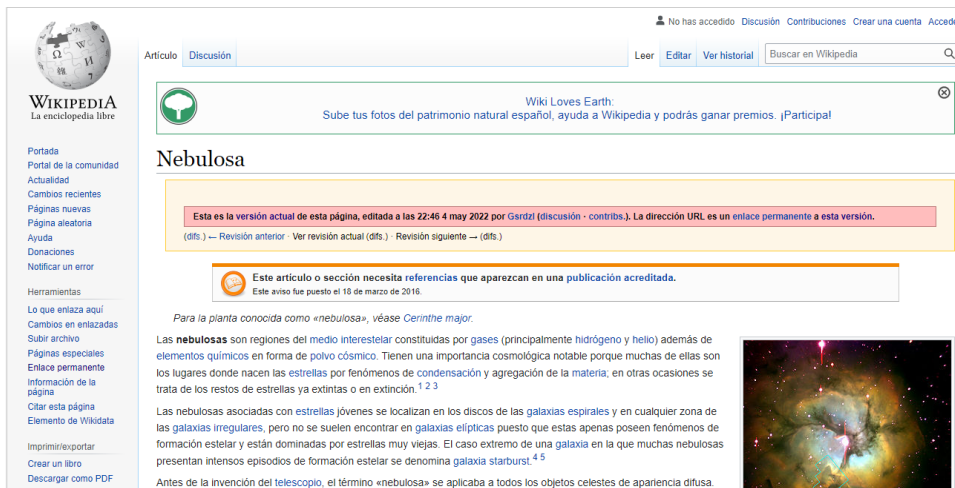 No has accedido Discusión Contribuciones Crear una cuenta Accede
Artículo Discusión Leer Editar Ver historial Buscar en Wikipedia
WIKIPEDIA
La enciclopedia libre
Portada
Portal de la comunidad
Actualidad
Cambios recientes
Páginas nuevas
Página aleatoria
Ayuda
Donaciones
Notificar un error
Herramientas
Lo que enlaza aquí
Cambios en enlazadas
Subir archivo
Páginas especiales
Enlace permanente
Información de la
página
Citar esta página
Elemento de Wikidata
Imprimir/exportar
Crear un libro
Descargar como PDF
Wiki Loves Earth:
Sube tus fotos del patrimonio natural español, ayuda a Wikipedia y podrás ganar premios. ¡Participa!
Nebulosa
Esta es la versión actual de esta página, editada a las 22:46 4 may 2022 por Gsrdzl (discusión · contribs.). La dirección URL es un enlace permanente a esta versión.
(difs.) ← Revisión anterior · Ver revisión actual (difs.) · Revisión siguiente → (difs.)
Este artículo o sección necesita referencias que aparezcan en una publicación acreditada.
Este aviso fue puesto el 18 de marzo de 2016.
Para la planta conocida como «nebulosa», véase Cerinthe major.
Las nebulosas son regiones del medio interestelar constituidas por gases (principalmente hidrógeno y helio) además de
elementos químicos en forma de polvo cósmico. Tienen una importancia cosmológica notable porque muchas de ellas son
los lugares donde nacen las estrellas por fenómenos de condensación y agregación de la materia; en otras ocasiones se
trata de los restos de estrellas ya extintas o en extinción.1 2 3
Las nebulosas asociadas con estrellas jóvenes se localizan en los discos de las galaxias espirales y en cualquier zona de
las galaxias irregulares, pero no se suelen encontrar en galaxias elípticas puesto que estas apenas poseen fenómenos de
formación estelar y están dominadas por estrellas muy viejas. El caso extremo de una galaxia en la que muchas nebulosas
presentan intensos episodios de formación estelar se denomina galaxia starburst.4 5
Antes de la invención del telescopio, el término «nebulosa» se aplicaba a todos los objetos celestes de apariencia difusa.